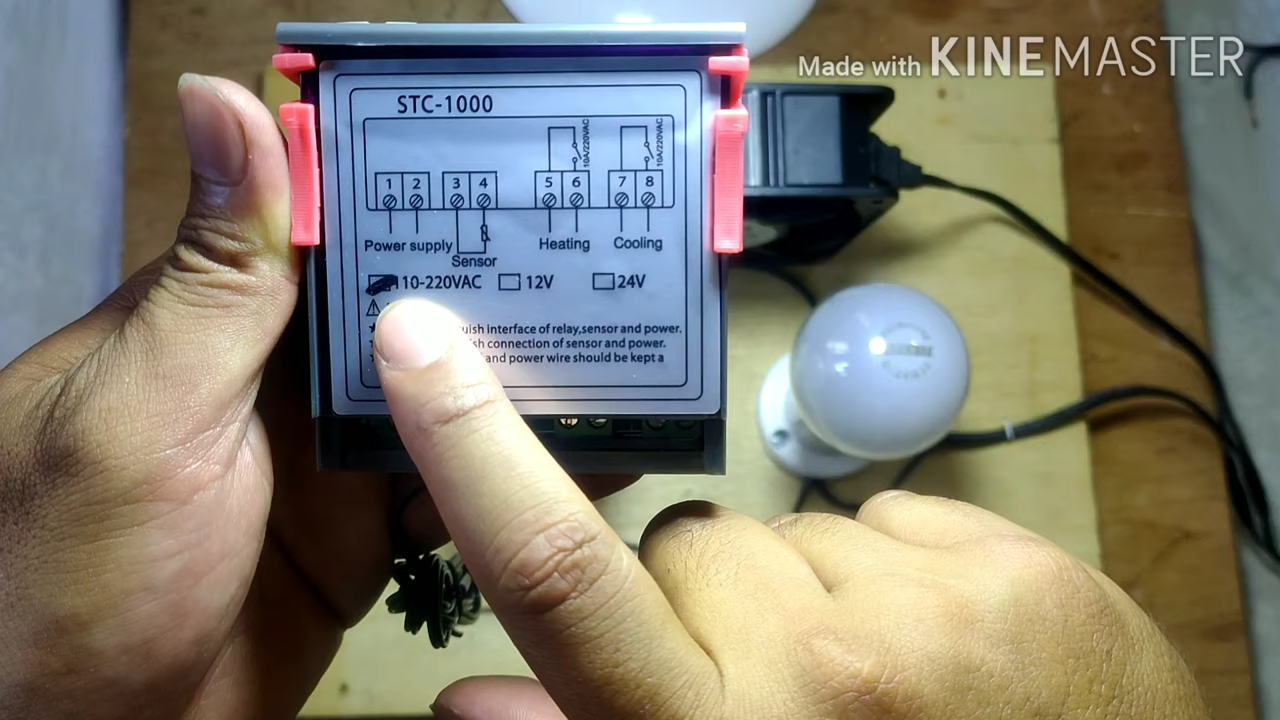 Made with KINEMASTER
STC-1000
10A/220VAC
10A/220VAC
1 2 3 4 5 6 7 8
Power supply
Sensor
Heating
Cooling
110-220VAC
12V
24V
uish interface of relay,sensor and power.
sh connection of sensor and power.
and power wire should be kept a